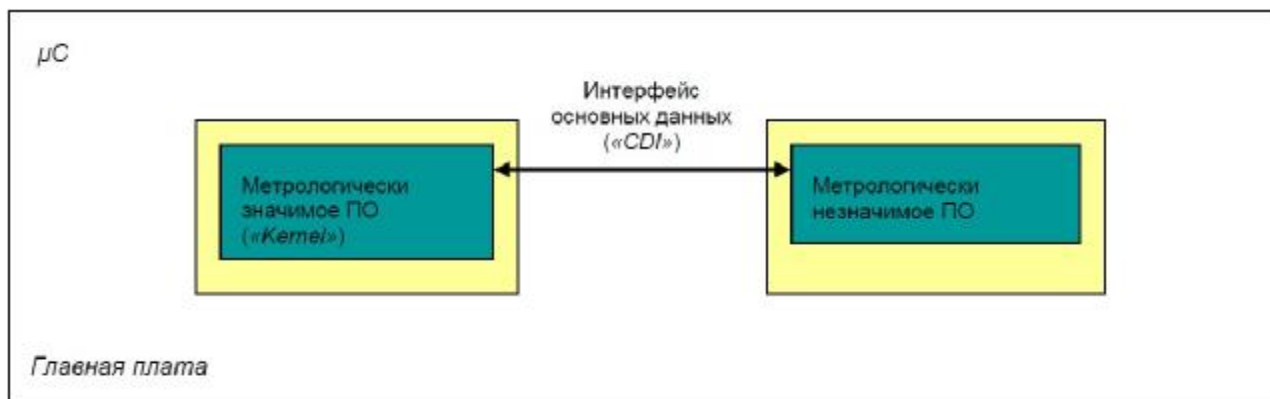 μC
Интерфейс
основных данных
(«CDI»)
Метрологически
значимое ПО
(«Kernel»)
Метрологически
незначимое ПО
Главная плата